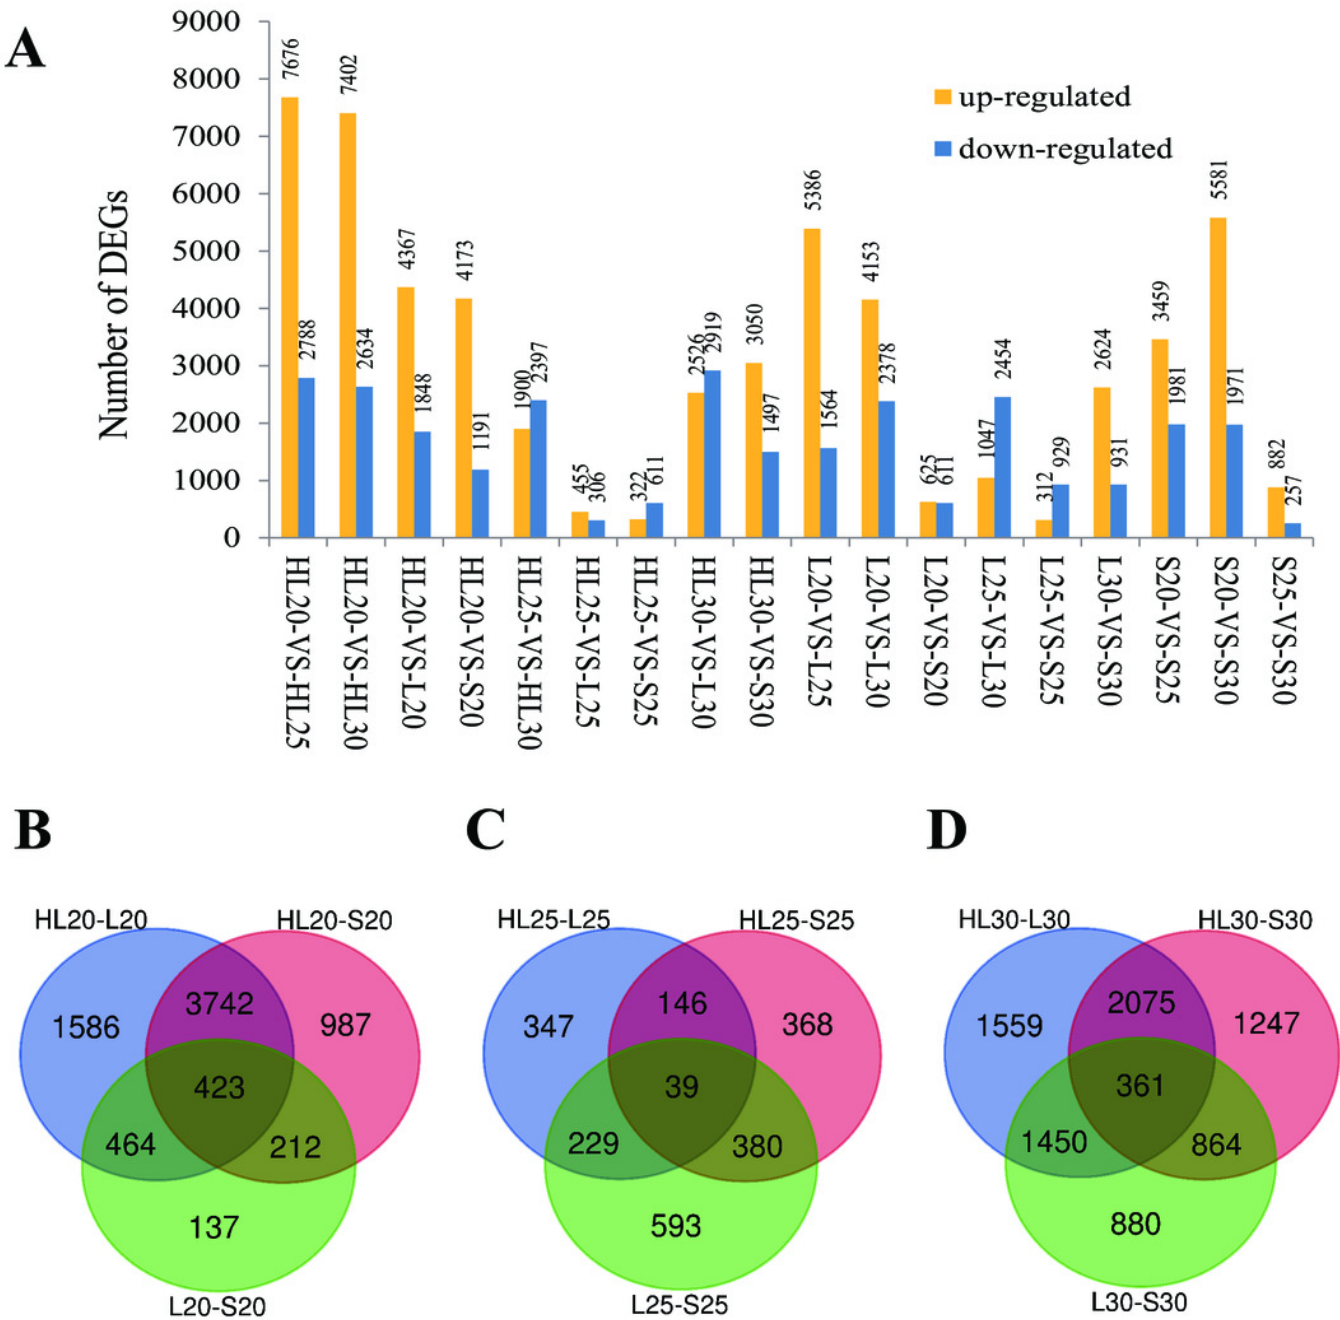 A
9000
8000
7000
6000
5000
4000
3000
2000
1000
0
Number of DEGs
up-regulated
down-regulated
7676
2788
7402
2634
4367
1848
4173
1191
1900
2397
455
306
322
611
2526
2919
3050
1497
5386
1564
4153
2378
625
611
1047
2454
312
929
2624
931
3459
1981
5581
1971
882
257
HL20-VS-HL25
HL20-VS-HL30
HL20-VS-L20
HL20-VS-S20
HL25-VS-HL30
HL25-VS-L25
HL25-VS-S25
HL30-VS-L30
HL30-VS-S30
L20-VS-L25
L20-VS-L30
L20-VS-S20
L25-VS-L30
L25-VS-S25
L30-VS-S30
S20-VS-S25
S20-VS-S30
S25-VS-S30
B
HL20-L20
HL20-S20
1586
3742
987
423
464
212
137
L20-S20
C
HL25-L25
HL25-S25
347
146
368
39
229
380
593
L25-S25
D
HL30-L30
HL30-S30
1559
2075
1247
361
1450
864
880
L30-S30